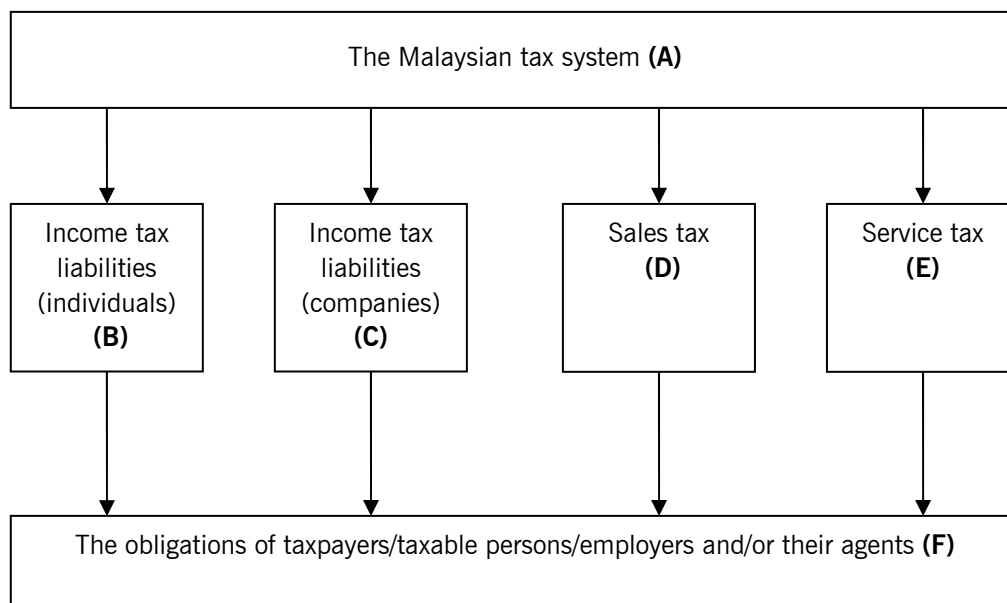 The Malaysian tax system (A)
Income tax
liabilities
(individuals)
(B)
Income tax
liabilities
(companies)
(C)
Sales tax
(D)
Service tax
(E)
The obligations of taxpayers/taxable persons/employers and/or their agents (F)